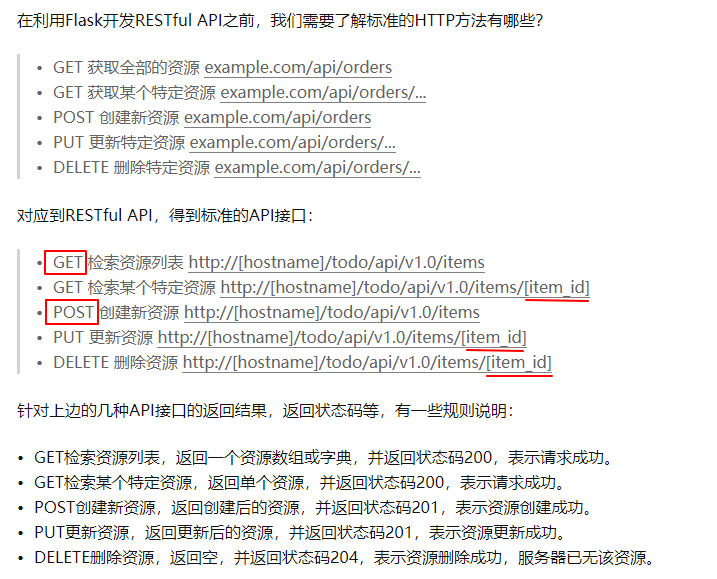 在利用Flask开发RESTful API之前，我们需要了解标准的HTTP方法有哪些？
• GET 获取全部的资源 example.com/api/orders
• GET 获取某个特定资源 example.com/api/orders/...
• POST 创建新资源 example.com/api/orders
• PUT 更新特定资源 example.com/api/orders/...
• DELETE 删除特定资源 example.com/api/orders/...
对应到RESTful API，得到标准的API接口：
• GET 检索资源列表 http://[hostname]/todo/api/v1.0/items
• GET 检索某个特定资源 http://[hostname]/todo/api/v1.0/items/[item_id]
• POST 创建新资源 http://[hostname]/todo/api/v1.0/items
• PUT 更新资源 http://[hostname]/todo/api/v1.0/items/[item_id]
• DELETE 删除资源 http://[hostname]/todo/api/v1.0/items/[item_id]
针对上边的几种API接口的返回结果，返回状态码等，有一些规则说明：
• GET检索资源列表，返回一个资源数组或字典，并返回状态码200，表示请求成功。
• GET检索某个特定资源，返回单个资源，并返回状态码200，表示请求成功。
• POST创建新资源，返回创建后的资源，并返回状态码201，表示资源创建成功。
• PUT更新资源，返回更新后的资源，并返回状态码201，表示资源更新成功。
• DELETE删除资源，返回空，并返回状态码204，表示资源删除成功，服务器已无该资源。